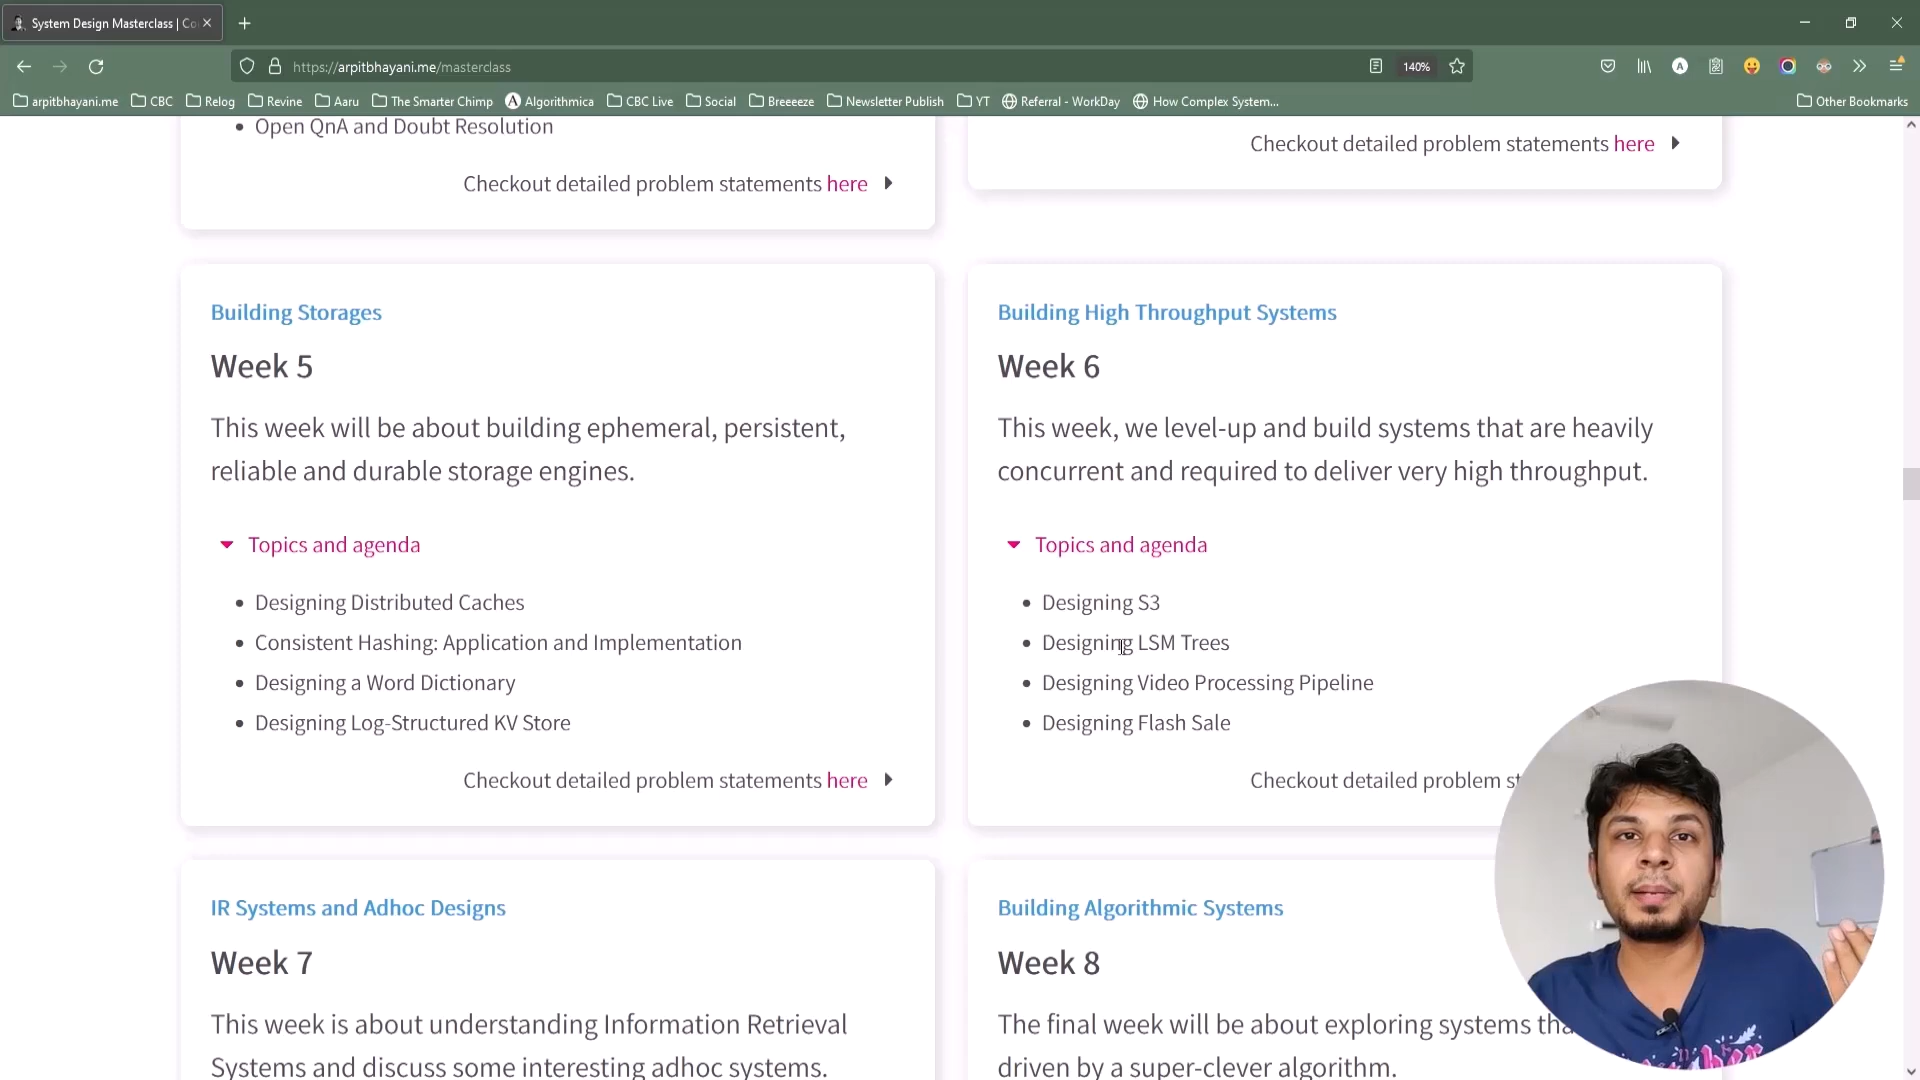 System Design Masterclass | Co
https://arpitbhayani.me/masterclass
140%
arpitbhayani.me
CBC
Relog
Revine
Aaru
The Smarter Chimp
Algorithmica
CBC Live
Social
Breeeeze
Newsletter Publish
YT
Referral - WorkDay
How Complex System...
Other Bookmarks
Open QnA and Doubt Resolution
Checkout detailed problem statements here
Checkout detailed problem statements here
Building Storages
Week 5
This week will be about building ephemeral, persistent,
reliable and durable storage engines.
Topics and agenda
Designing Distributed Caches
Consistent Hashing: Application and Implementation
Designing a Word Dictionary
Designing Log-Structured KV Store
Checkout detailed problem statements here
Building High Throughput Systems
Week 6
This week, we level-up and build systems that are heavily
concurrent and required to deliver very high throughput.
Topics and agenda
Designing S3
Designing LSM Trees
Designing Video Processing Pipeline
Designing Flash Sale
Checkout detailed problem st
IR Systems and Adhoc Designs
Week 7
This week is about understanding Information Retrieval
Systems and discuss some interesting adhoc systems.
Building Algorithmic Systems
Week 8
The final week will be about exploring systems tha
driven by a super-clever algorithm.